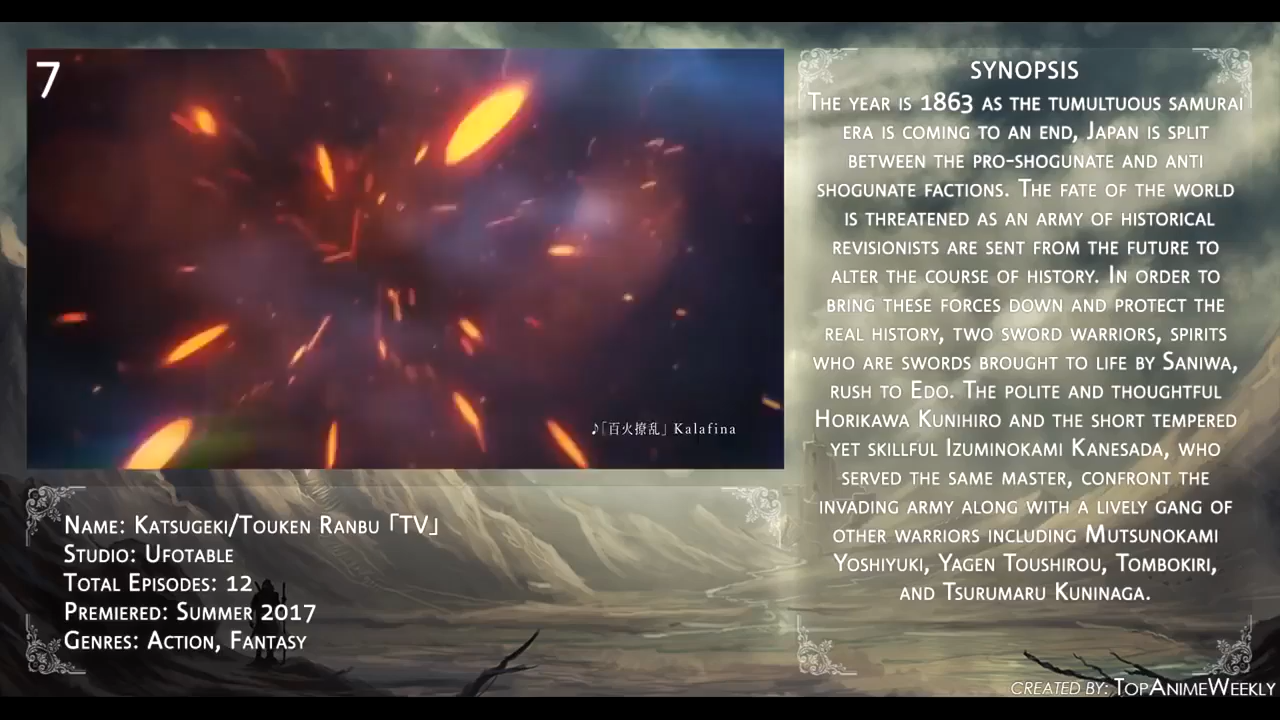 7
♪「百火撩乱」 Kalafina
Name: Katsugeki/Touken Ranbu「TV」
Studio: Ufotable
Total Episodes: 12
Premiered: Summer 2017
Genres: Action, Fantasy
SYNOPSIS
The year is 1863 as the tumultuous samurai
era is coming to an end, Japan is split
between the pro-shogunate and anti
shogunate factions. The fate of the world
is threatened as an army of historical
revisionists are sent from the future to
alter the course of history. In order to
bring these forces down and protect the
real history, two sword warriors, spirits
who are swords brought to life by Saniwa,
rush to Edo. The polite and thoughtful
Horikawa Kunihiro and the short tempered
yet skillful Izuminokami Kanesada, who
served the same master, confront the
invading army along with a lively gang of
other warriors including Mutsunokami
Yoshiyuki, Yagen Toushirou, Tombokiri,
and Tsurumaru Kuninaga.
CREATED BY: TopAnimeWeekly